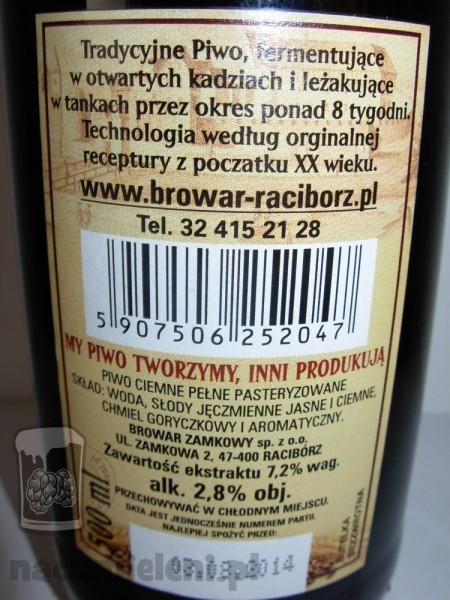 Tradycyjne Piwo, fermentujące
w otwartych kadziach i leżakujące
w tankach przez okres ponad 8 tygodni.
Technologia według orginalnej
receptury z poczatku XX wieku.
www.browar-raciborz.pl
Tel. 32 415 21 28
5 907506 252047
MY PIWO TWORZYMY, INNI PRODUKUJĄ
PIWO CIEMNE PEŁNE PASTERYZOWANE
SKŁAD: WODA, SŁODY JĘCZMIENNE JASNE I CIEMNE,
CHMIEL GORYCZKOWY I AROMATYCZNY.
BROWAR ZAMKOWY sp. z o.o.
UL. ZAMKOWA 2, 47-400 RACIBÓRZ
Zawartość ekstraktu 7,2% wag.
alk. 2,8% obj.
PRZECHOWYWAĆ W CHŁODNYM MIEJSCU.
DATA JEST JEDNOCZEŚNIE NUMEREM PARTII.
NAJLEPIEJ SPOŻYĆ PRZED:
2014
500 ml
BUTELKA
BEZZWROTNA